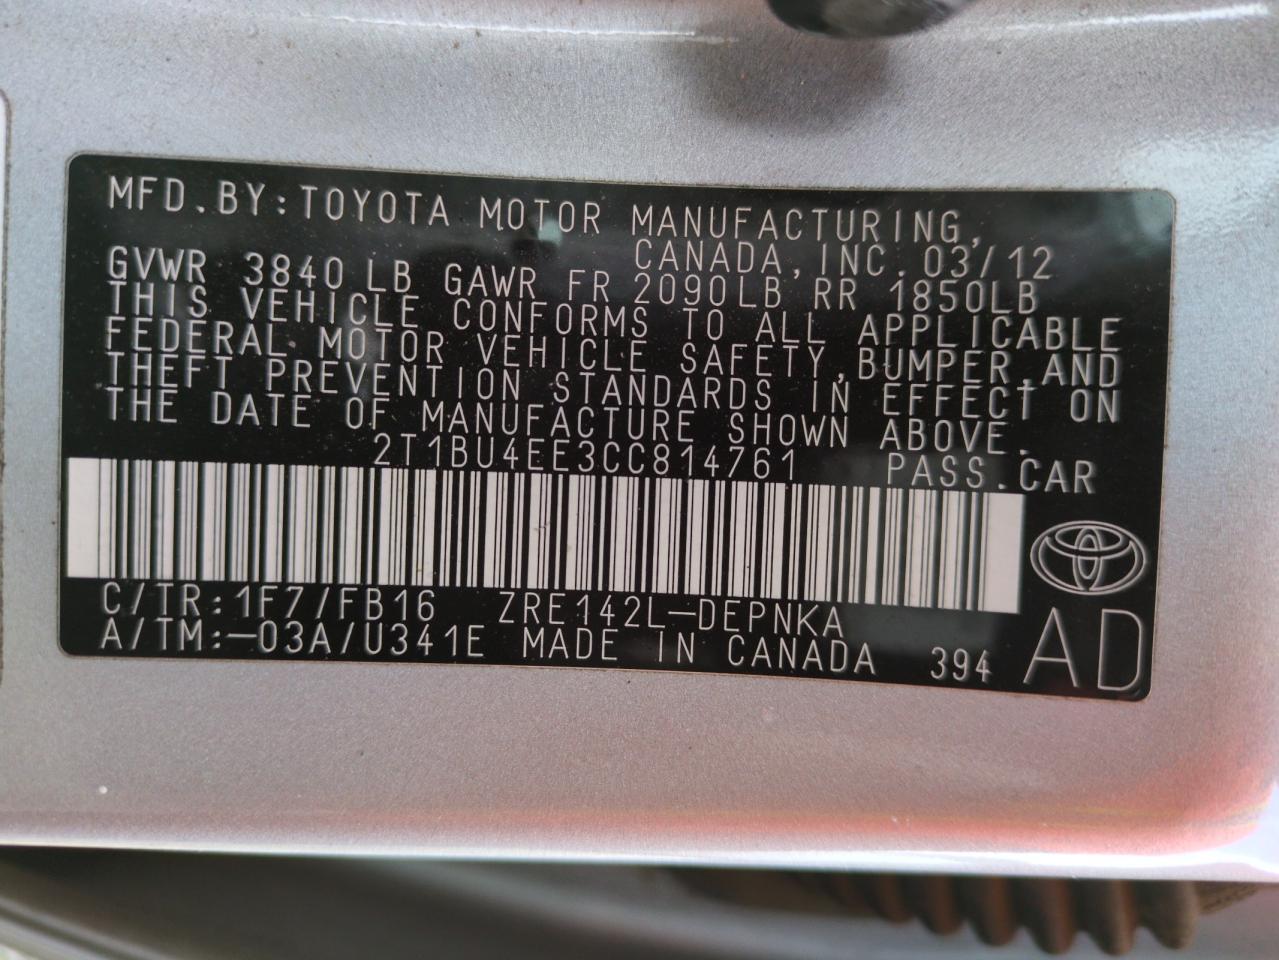 MFD.BY:TOYOTA MOTOR MANUFACTURING,
CANADA,INC.03/12
GVWR 3840LB GAWR FR 2090LB RR 1850LB
THIS VEHICLE CONFORMS TO ALL APPLICABLE
FEDERAL MOTOR VEHICLE SAFETY,BUMPER,AND
THEFT PREVENTION STANDARDS IN EFFECT ON
THE DATE OF MANUFACTURE SHOWN ABOVE.
2T1BU4EE3CC814761 PASS.CAR
C/TR:1F7/FB16 ZRE142L-DEPNKA
A/TM:-03A/U341E MADE IN CANADA 394 AD